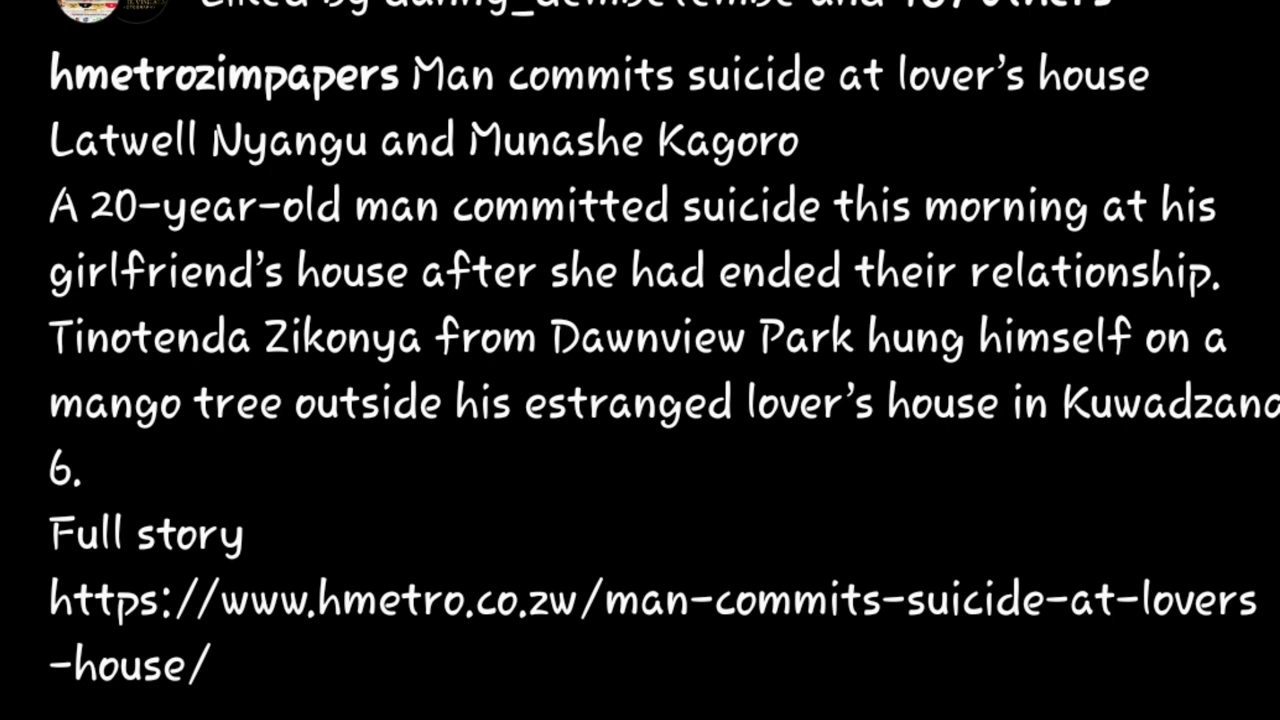 hmetrozimpapers Man commits suicide at lover's house
Latwell Nyangu and Munashe Kagoro
A 20-year-old man committed suicide this morning at his
girlfriend's house after she had ended their relationship.
Tinotenda Zikonya from Dawnview Park hung himself on a
mango tree outside his estranged lover's house in Kuwadzana
6.
Full story
https://www.hmetro.co.zw/man-commits-suicide-at-lovers
-house/